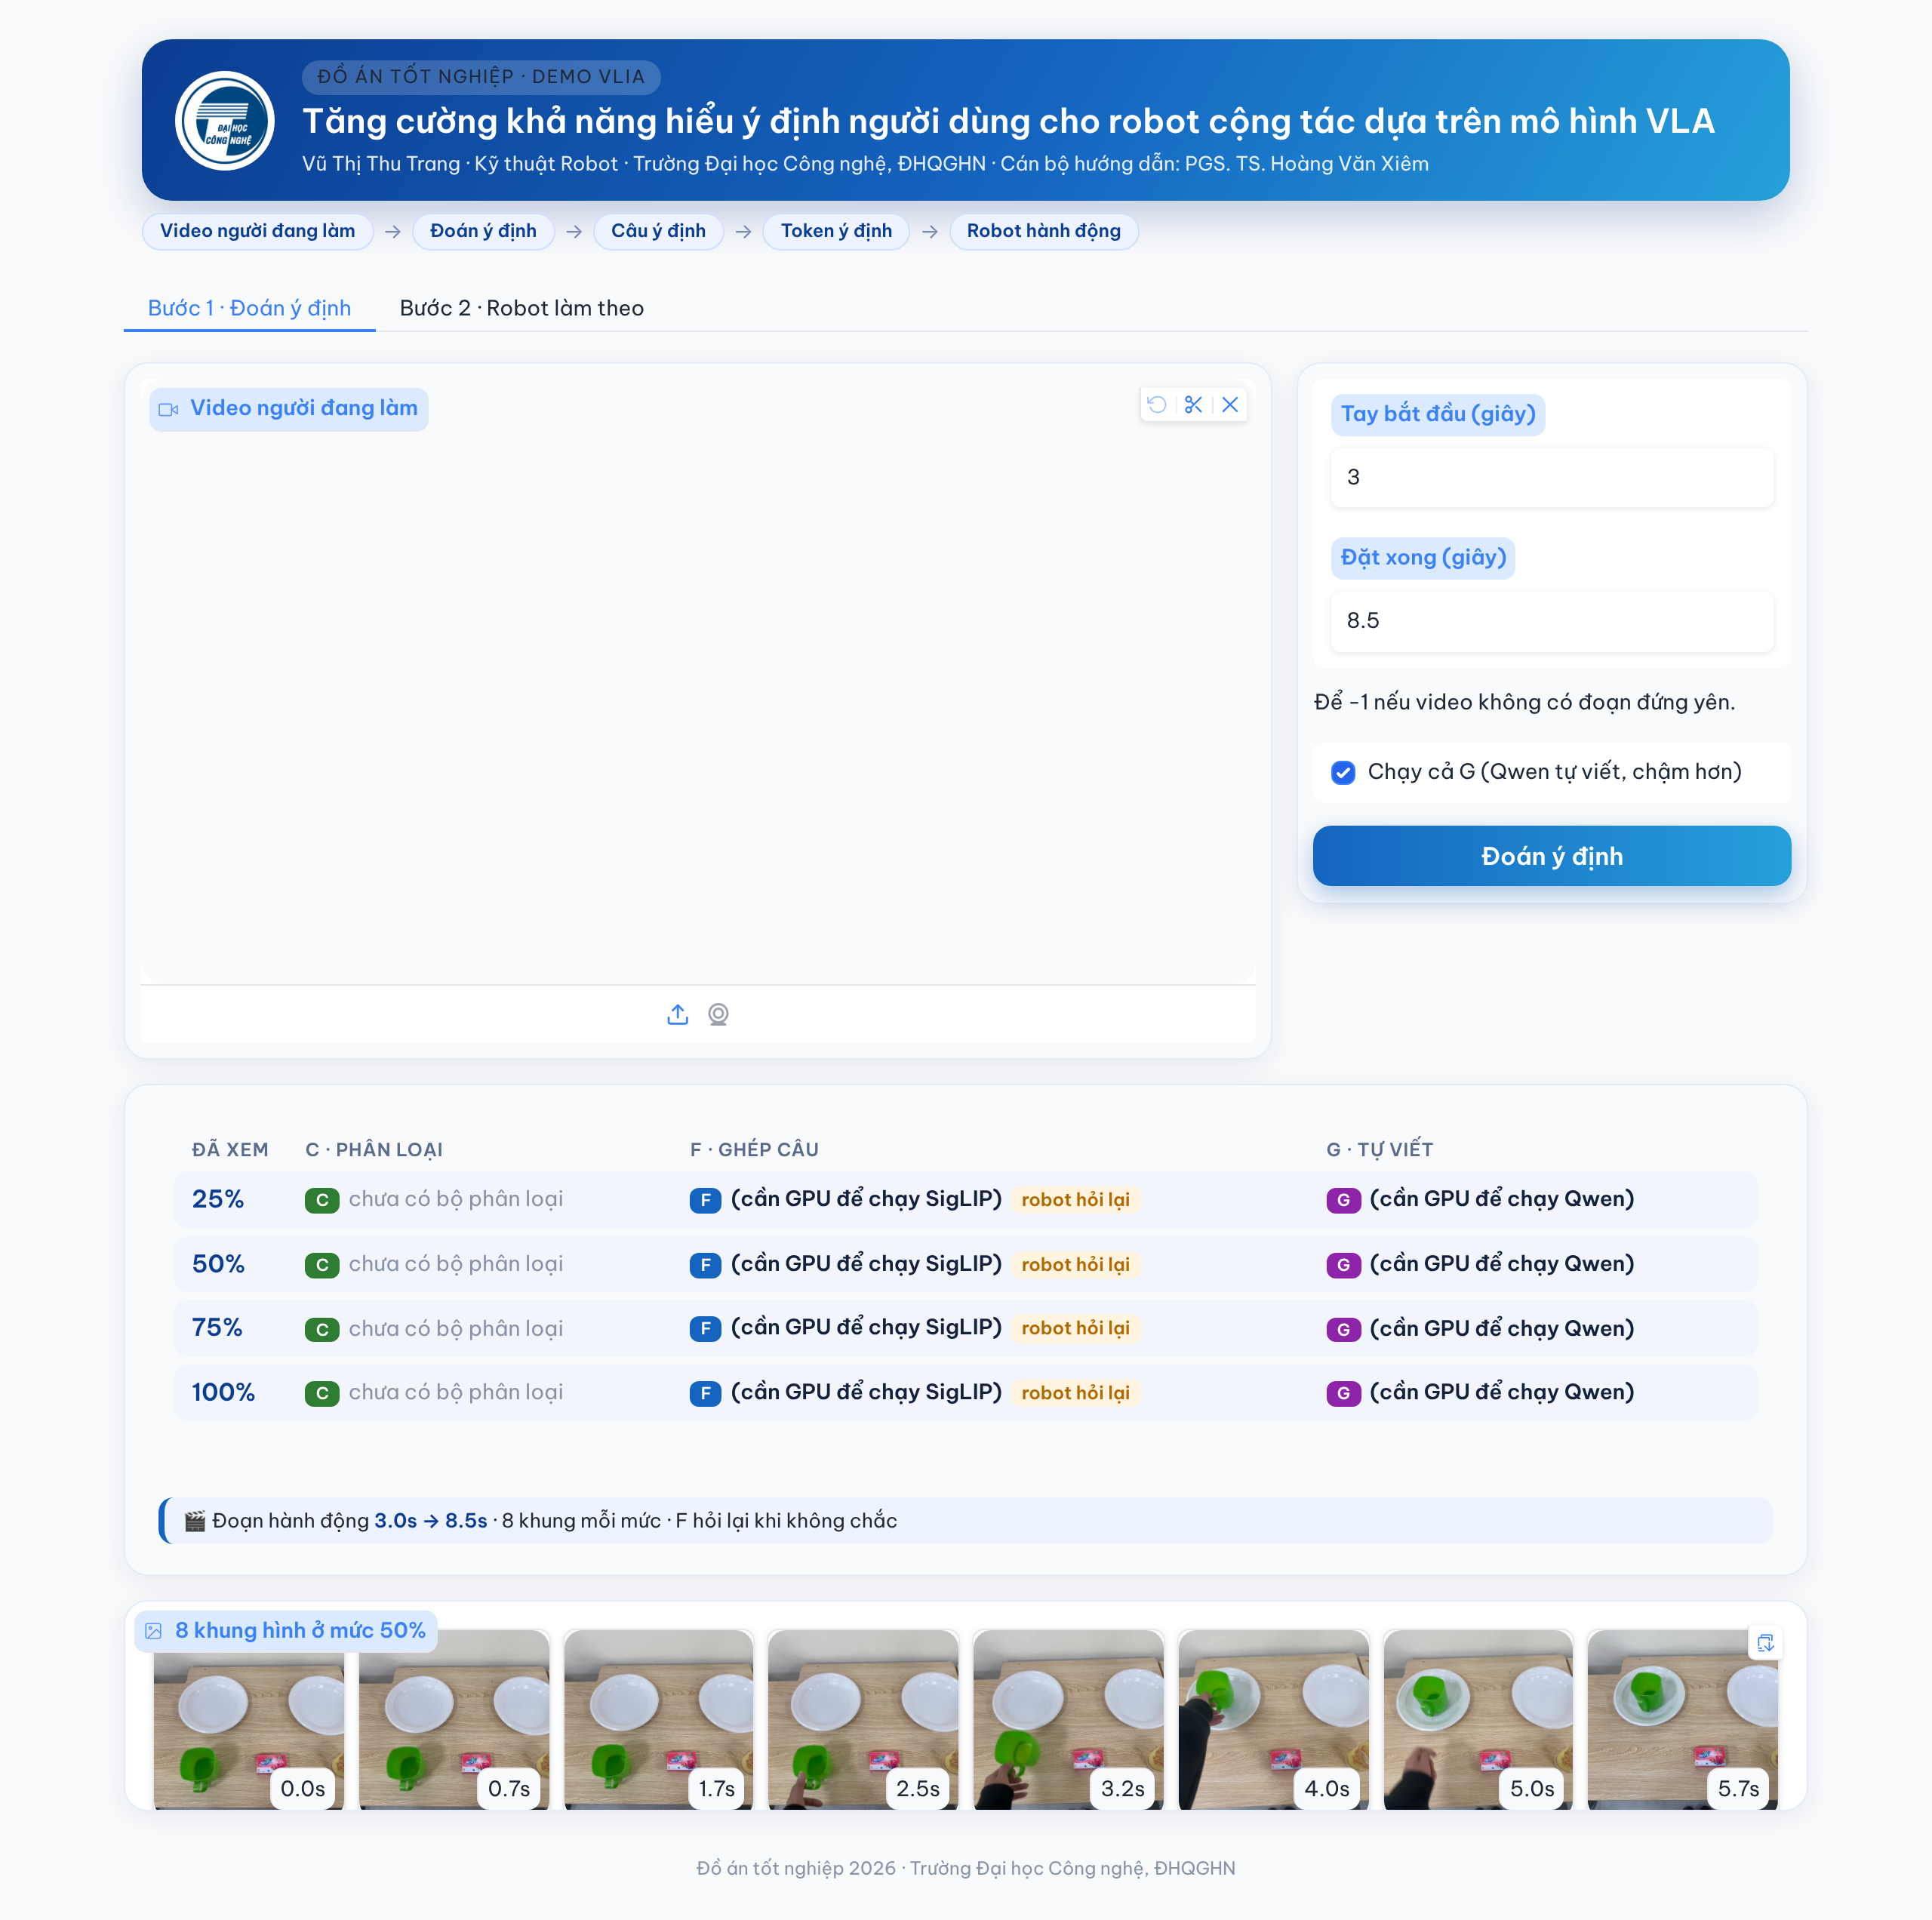 ĐẠI HỌC
CÔNG NGHỆ
ĐỒ ÁN TỐT NGHIỆP · DEMO VLIA
Tăng cường khả năng hiểu ý định người dùng cho robot cộng tác dựa trên mô hình VLA
Vũ Thị Thu Trang · Kỹ thuật Robot · Trường Đại học Công nghệ, ĐHQGHN · Cán bộ hướng dẫn: PGS. TS. Hoàng Văn Xiêm
Video người đang làm → Đoán ý định → Câu ý định → Token ý định → Robot hành động
Bước 1 · Đoán ý định Bước 2 · Robot làm theo
Video người đang làm
Tay bắt đầu (giây)
3
Đặt xong (giây)
8.5
Để -1 nếu video không có đoạn đứng yên.
Chạy cả G (Qwen tự viết, chậm hơn)
Đoán ý định
ĐÃ XEM C · PHÂN LOẠI F · GHÉP CÂU G · TỰ VIẾT
25% C chưa có bộ phân loại F (cần GPU để chạy SigLIP) robot hỏi lại G (cần GPU để chạy Qwen)
50% C chưa có bộ phân loại F (cần GPU để chạy SigLIP) robot hỏi lại G (cần GPU để chạy Qwen)
75% C chưa có bộ phân loại F (cần GPU để chạy SigLIP) robot hỏi lại G (cần GPU để chạy Qwen)
100% C chưa có bộ phân loại F (cần GPU để chạy SigLIP) robot hỏi lại G (cần GPU để chạy Qwen)
🎬 Đoạn hành động 3.0s → 8.5s · 8 khung mỗi mức · F hỏi lại khi không chắc
8 khung hình ở mức 50%
0.0s 0.7s 1.7s 2.5s 3.2s 4.0s 5.0s 5.7s
Đồ án tốt nghiệp 2026 · Trường Đại học Công nghệ, ĐHQGHN